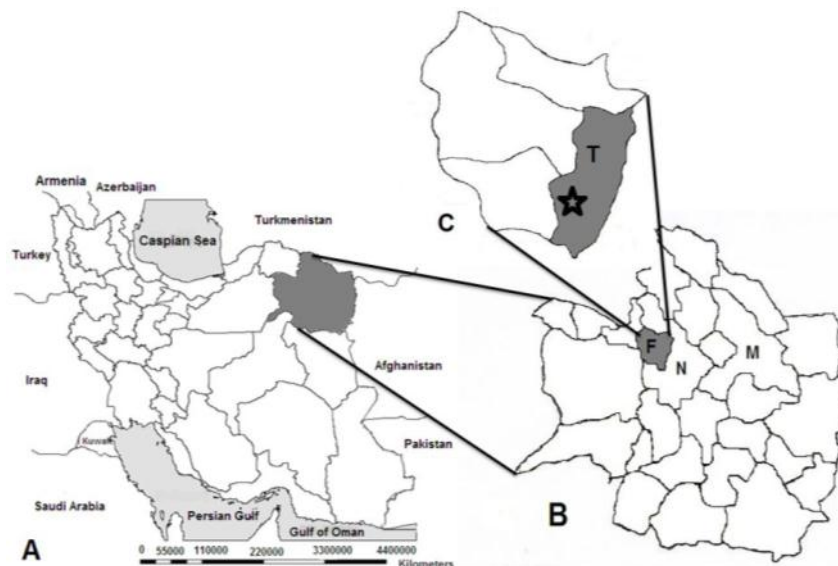 Armenia
Azerbaijan
Turkmenistan
Caspian Sea
Turkey
Iraq
Afghanistan
Kuwait
Pakistan
Saudi Arabia
Persian Gulf
Gulf of Oman
A
0 55000 110000 220000 3300000 4400000
Kilometers
T
C
F
N
M
B